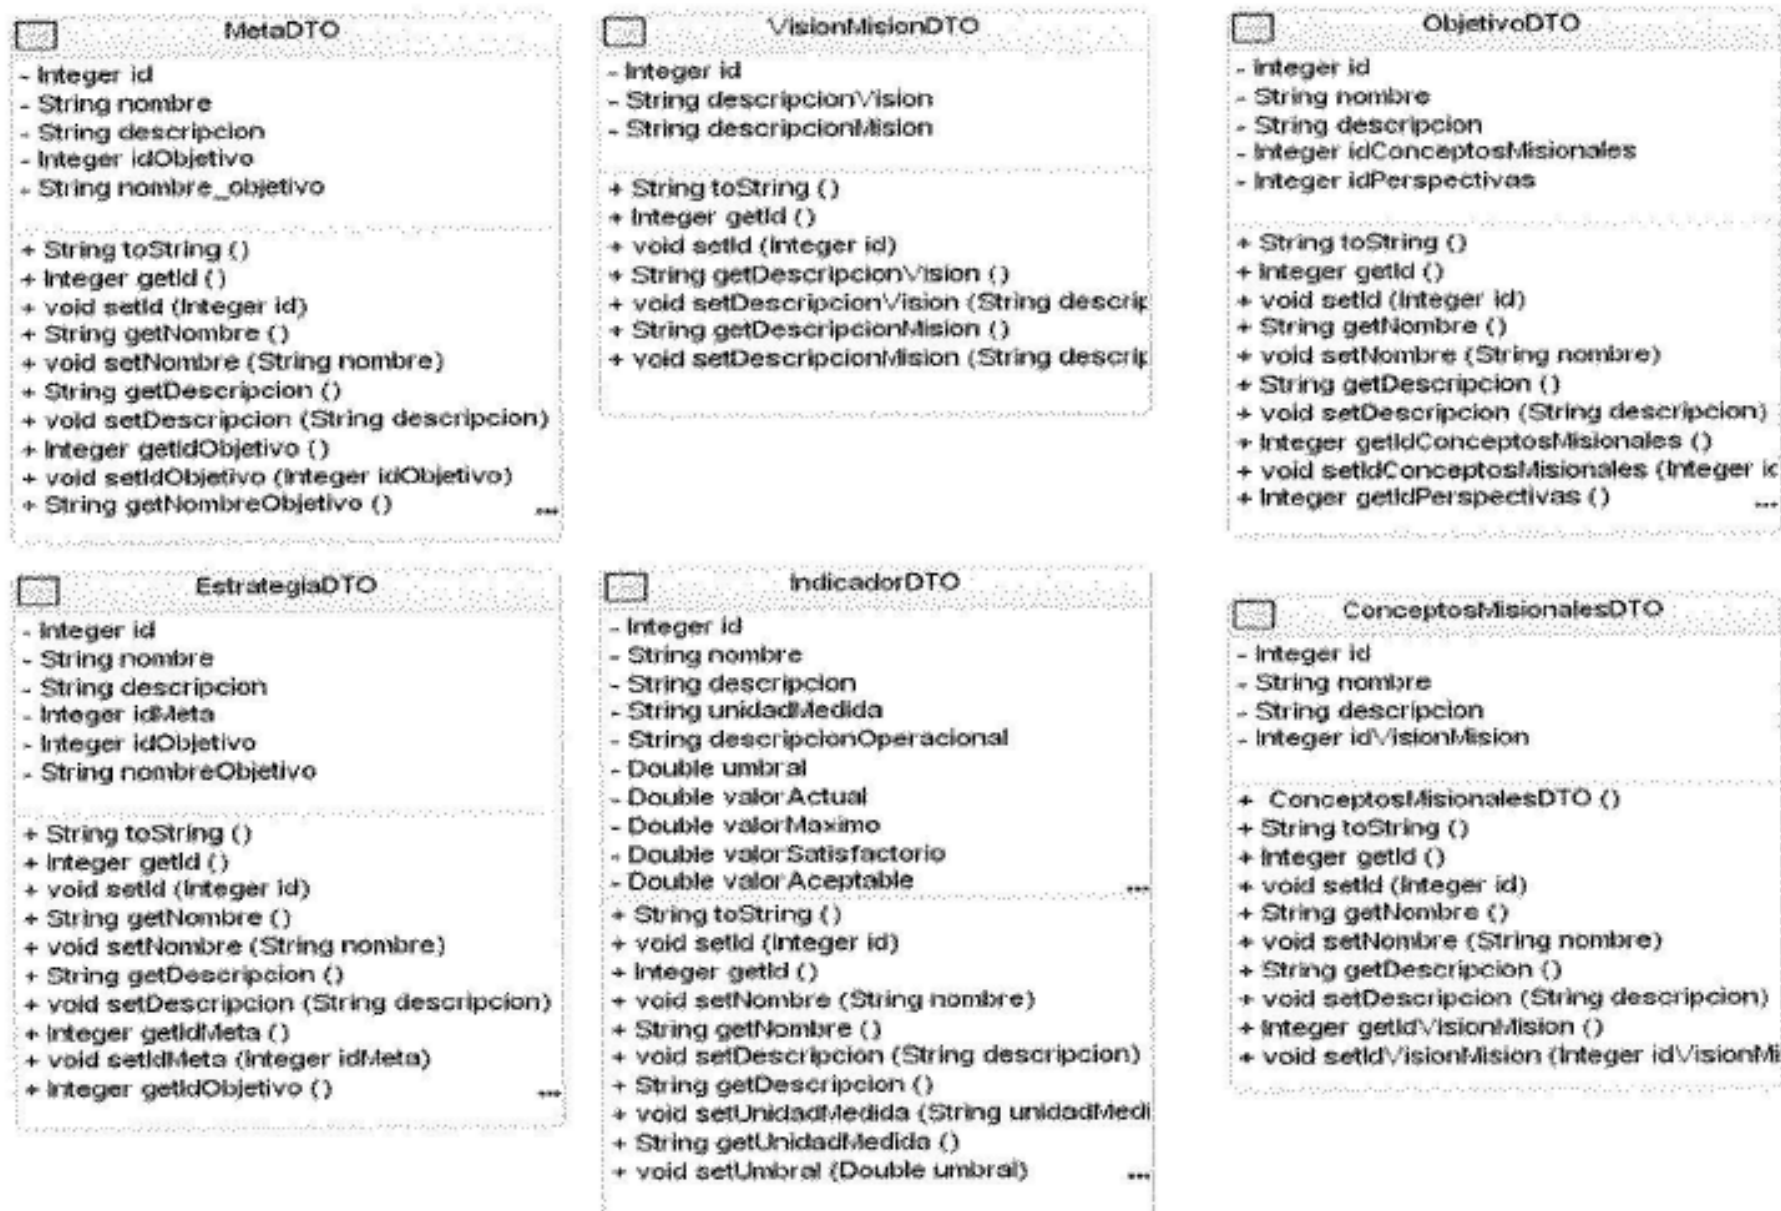 MetaDTO
- Integer id
- String nombre
- String descripcion
- Integer idObjetivo
- String nombre_objetivo
+ String toString ()
+ Integer getId ()
+ void setId (Integer id)
+ String getNombre ()
+ void setNombre (String nombre)
+ String getDescripcion ()
+ void setDescripcion (String descripcion)
+ Integer getIdObjetivo ()
+ void setIdObjetivo (Integer idObjetivo)
+ String getNombreObjetivo ()
...
VisionMisionDTO
- Integer id
- String descripcionVision
- String descripcionMision
+ String toString ()
+ Integer getId ()
+ void setId (Integer id)
+ String getDescripcionVision ()
+ void setDescripcionVision (String descrip
+ String getDescripcionMision ()
+ void setDescripcionMision (String descrip
ObjetivoDTO
- Integer id
- String nombre
- String descripcion
- Integer idConceptosMisionales
- Integer idPerspectivas
+ String toString ()
+ Integer getId ()
+ void setId (Integer id)
+ String getNombre ()
+ void setNombre (String nombre)
+ String getDescripcion ()
+ void setDescripcion (String descripcion)
+ Integer getIdConceptosMisionales ()
+ void setIdConceptosMisionales (Integer id
+ Integer getIdPerspectivas ()
...
EstrategiaDTO
- Integer id
- String nombre
- String descripcion
- Integer idMeta
- Integer idObjetivo
- String nombreObjetivo
+ String toString ()
+ Integer getId ()
+ void setId (Integer id)
+ String getNombre ()
+ void setNombre (String nombre)
+ String getDescripcion ()
+ void setDescripcion (String descripcion)
+ Integer getIdMeta ()
+ void setIdMeta (Integer idMeta)
+ Integer getIdObjetivo ()
...
IndicadorDTO
- Integer id
- String nombre
- String descripcion
- String unidadMedida
- String descripcionOperacional
- Double umbral
- Double valorActual
- Double valorMaximo
- Double valorSatisfactorio
- Double valorAceptable
...
+ String toString ()
+ void setId (Integer id)
+ Integer getId ()
+ void setNombre (String nombre)
+ String getNombre ()
+ void setDescripcion (String descripcion)
+ String getDescripcion ()
+ void setUnidadMedida (String unidadMedi
+ String getUnidadMedida ()
+ void setUmbral (Double umbral)
...
ConceptosMisionalesDTO
- Integer id
- String nombre
- String descripcion
- Integer idVisionMision
+ ConceptosMisionalesDTO ()
+ String toString ()
+ Integer getId ()
+ void setId (Integer id)
+ String getNombre ()
+ void setNombre (String nombre)
+ String getDescripcion ()
+ void setDescripcion (String descripcion)
+ Integer getIdVisionMision ()
+ void setIdVisionMision (Integer idVisionMi